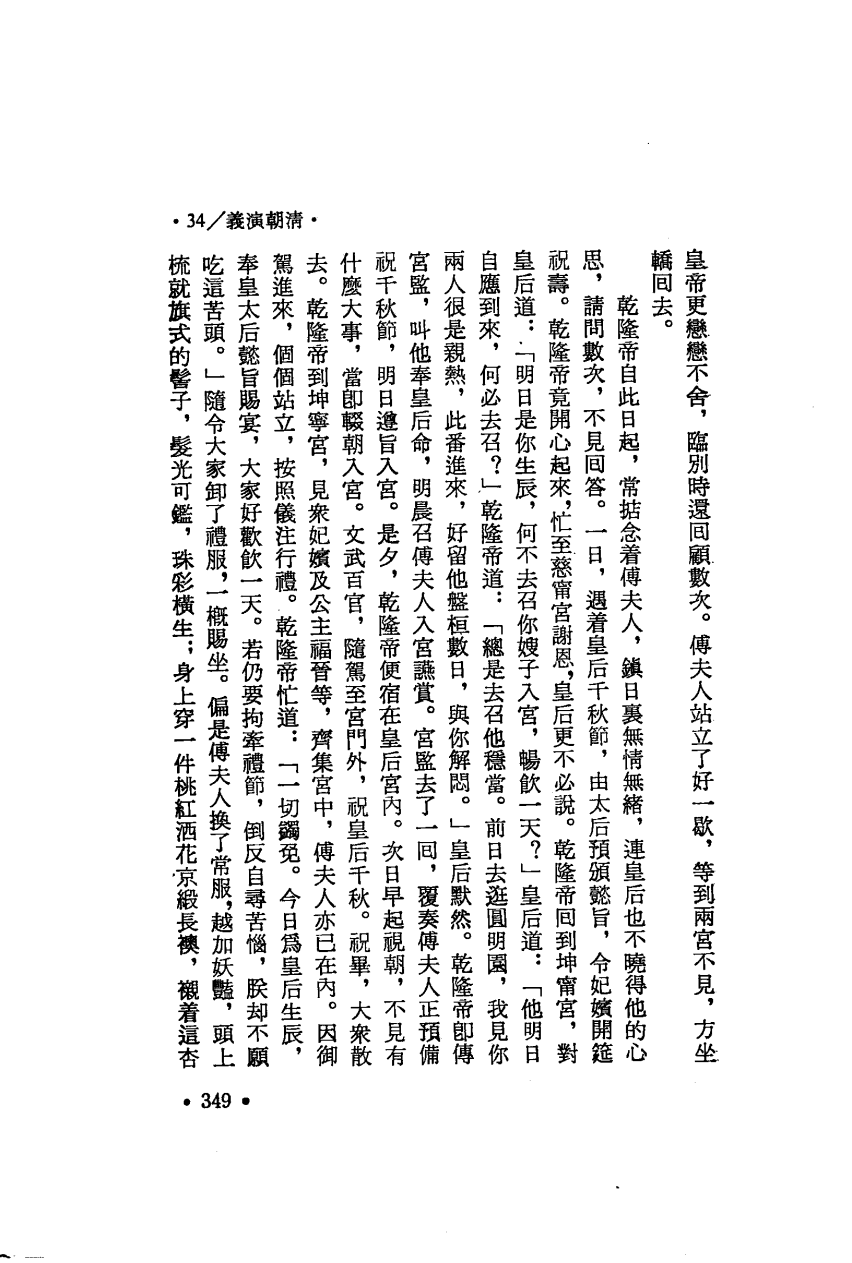 ·34／義演朝清·
皇帝更戀戀不舍，臨別時還回顧數次。傅夫人站立了好一歇，等到兩宮不見，方坐
轎回去。
乾隆帝自此日起，常掂念着傅夫人，鎮日裏無情無緒，連皇后也不曉得他的心
思，請問數次，不見回答。一日，遇着皇后千秋節，由太后預頒懿旨，令妃嬪開筵
祝壽。乾隆帝竟開心起來，忙至慈甯宮謝恩，皇后更不必說。乾隆帝回到坤甯宮，對
皇后道：「明日是你生辰，何不去召你嫂子入宮，暢飲一天？」皇后道：「他明日
自應到來，何必去召？」乾隆帝道：「總是去召他穩當。前日去逛圓明園，我見你
兩人很是親熱，此番進來，好留他盤桓數日，與你解悶。」皇后默然。乾隆帝卽傳
宮監，叫他奉皇后命，明晨召傅夫人入宮讌賞。宮監去了一回，覆奏傅夫人正預備
祝千秋節，明日遵旨入宮。是夕，乾隆帝便宿在皇后宮內。次日早起視朝，不見有
什麼大事，當卽輟朝入宮。文武百官，隨駕至宮門外，祝皇后千秋。祝畢，大衆散
去。乾隆帝到坤寧宮，見衆妃嬪及公主福晉等，齊集宮中，傅夫人亦已在內。因御
駕進來，個個站立，按照儀注行禮。乾隆帝忙道：「一切蠲免。今日爲皇后生辰，
奉皇太后懿旨賜宴，大家好歡飲一天。若仍要拘牽禮節，倒反自尋苦惱，朕却不願
吃這苦頭。」隨令大家卸了禮服，一槪賜坐。偏是傅夫人換了常服，越加妖豔，頭上
梳就旗式的髻子，髮光可鑑，珠彩橫生；身上穿一件桃紅洒花京緞長襖，襯着這杏
• 349 •